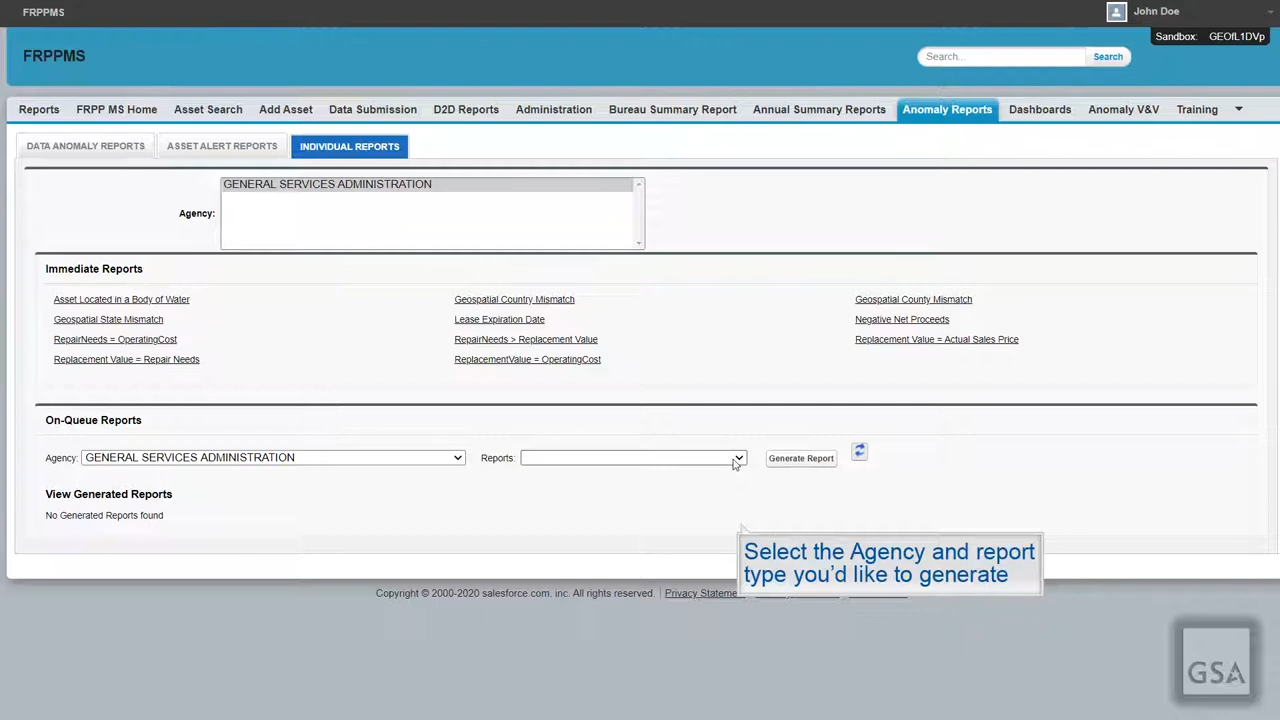 FRPPMS
John Doe
Sandbox: GEOfL1DVp
FRPPMS
Search...
Search
Reports FRPP MS Home Asset Search Add Asset Data Submission D2D Reports Administration Bureau Summary Report Annual Summary Reports Anomaly Reports Dashboards Anomaly V&V Training
DATA ANOMALY REPORTS ASSET ALERT REPORTS INDIVIDUAL REPORTS
GENERAL SERVICES ADMINISTRATION
Agency:
Immediate Reports
Asset Located in a Body of Water Geospatial Country Mismatch Geospatial County Mismatch
Geospatial State Mismatch Lease Expiration Date Negative Net Proceeds
RepairNeeds = OperatingCost RepairNeeds > Replacement Value Replacement Value = Actual Sales Price
Replacement Value = Repair Needs ReplacementValue = OperatingCost
On-Queue Reports
Agency: GENERAL SERVICES ADMINISTRATION Reports: Generate Report
View Generated Reports
No Generated Reports found
Select the Agency and report
type you'd like to generate
Copyright © 2000-2020 salesforce.com. inc. All rights reserved. | Privacy Stateme
GSA